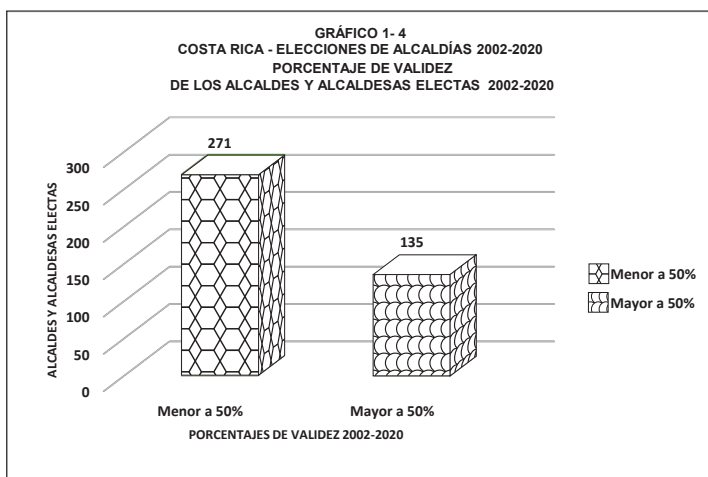 GRÁFICO 1- 4
COSTA RICA - ELECCIONES DE ALCALDÍAS 2002-2020
PORCENTAJE DE VALIDEZ
DE LOS ALCALDES Y ALCALDESAS ELECTAS 2002-2020
ALCALDES Y ALCALDESAS ELECTAS
300
250
200
150
100
50
0
271
135
Menor a 50%
Mayor a 50%
PORCENTAJES DE VALIDEZ 2002-2020
Menor a 50%
Mayor a 50%